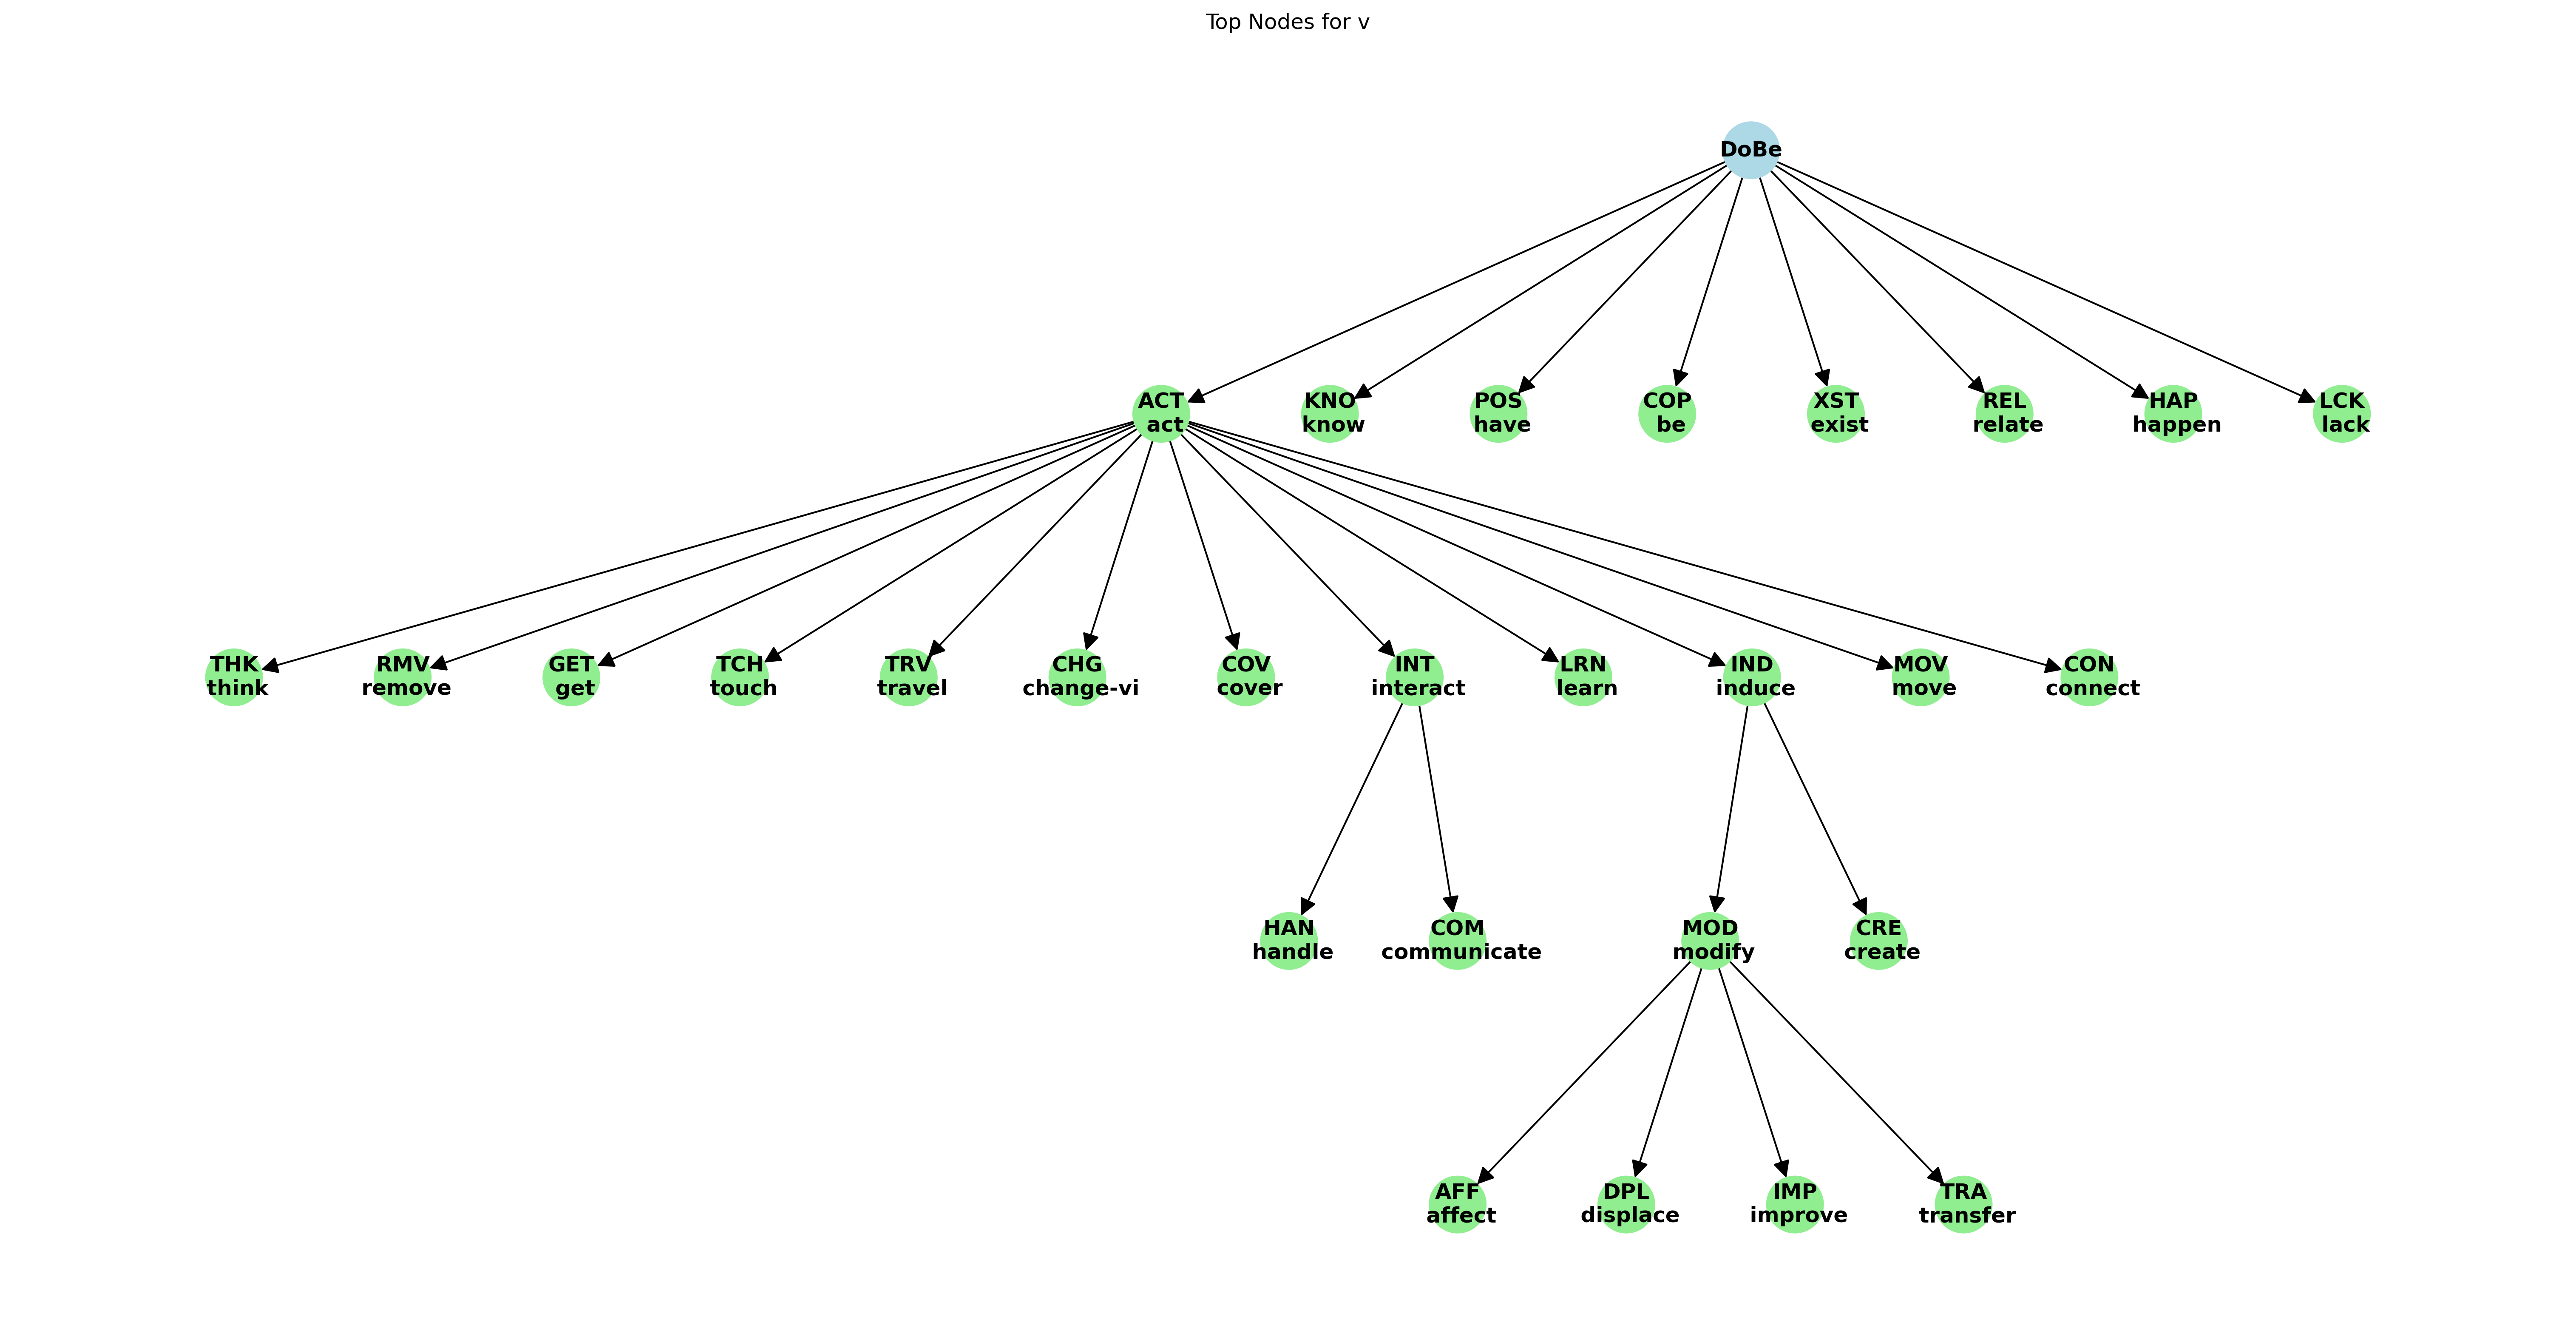 Top Nodes for v
DoBe
ACT
act
KNO
know
POS
have
COP
be
XST
exist
REL
relate
HAP
happen
LCK
lack
THK
think
RMV
remove
GET
get
TCH
touch
TRV
travel
CHG
change-vi
COV
cover
INT
interact
LRN
learn
IND
induce
MOV
move
CON
connect
HAN
handle
COM
communicate
MOD
modify
CRE
create
AFF
affect
DPL
displace
IMP
improve
TRA
transfer